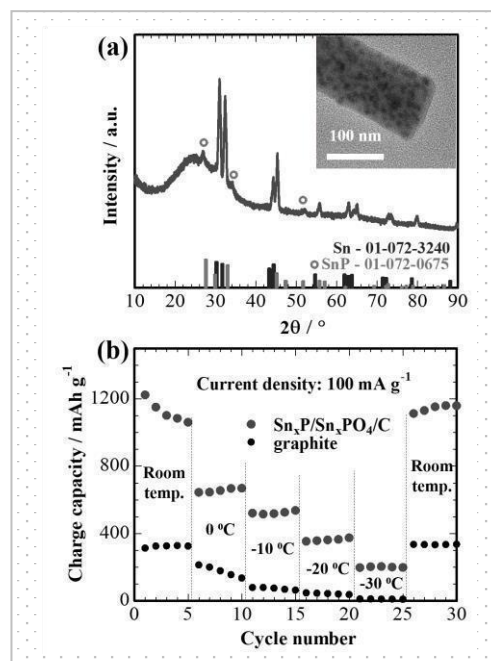 (a)
Intensity / a.u.
100 nm
Sn - 01-072-3240
SnP - 01-072-0675
10 20 30 40 50 60 70 80 90
2θ / °
(b)
Charge capacity / mAh g⁻¹
1200
800
400
0
Current density: 100 mA g⁻¹
SnₓP/SnₓPO₄/C
graphite
Room temp.
0 °C
-10 °C
-20 °C
-30 °C
Room temp.
0 5 10 15 20 25 30
Cycle number